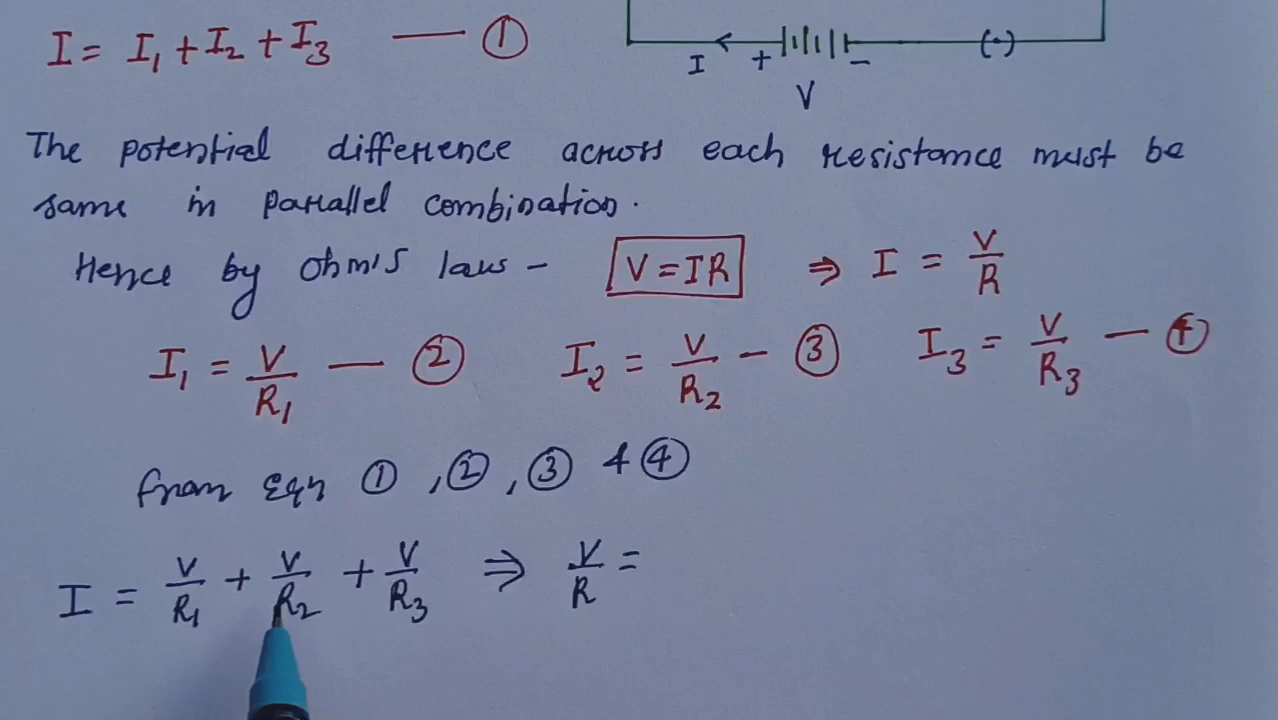 I = I₁ + I₂ + I₃ — ①
I + −
V
The potential difference across each resistance must be
same in parallel combination.
Hence by ohm's law – V = IR ⇒ I = V/R
I₁ = V/R₁ — ② I₂ = V/R₂ – ③ I₃ = V/R₃ — ④
from Eqn ①, ②, ③ & ④
I = V/R₁ + V/R₂ + V/R₃ ⇒ V/R =